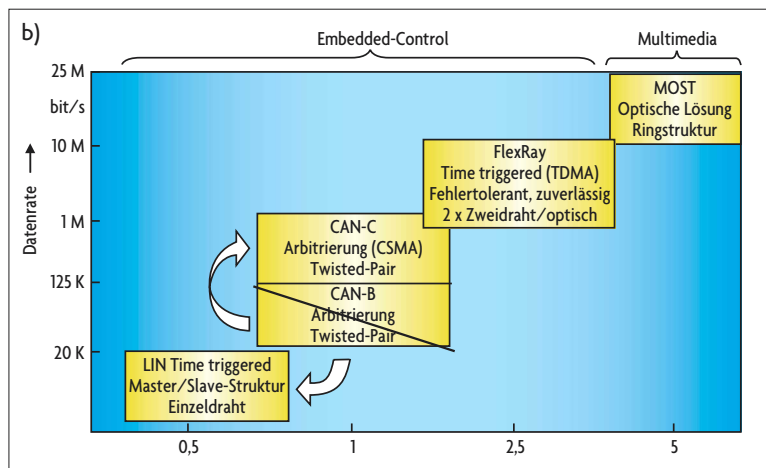 b)
Embedded-Control
Multimedia
25 M
bit/s
10 M
1 M
125 K
20 K
Datenrate
MOST
Optische Lösung
Ringstruktur
FlexRay
Time triggered (TDMA)
Fehlertolerant, zuverlässig
2 x Zweidraht/optisch
CAN-C
Arbitrierung (CSMA)
Twisted-Pair
CAN-B
Arbitrierung
Twisted-Pair
LIN Time triggered
Master/Slave-Struktur
Einzeldraht
0,5
1
2,5
5